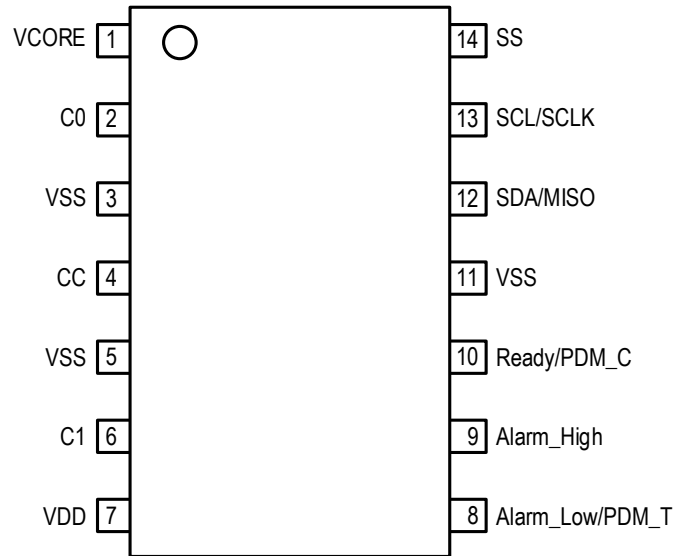 VCORE 1 14 SS
C0 2 13 SCL/SCLK
VSS 3 12 SDA/MISO
CC 4 11 VSS
VSS 5 10 Ready/PDM_C
C1 6 9 Alarm_High
VDD 7 8 Alarm_Low/PDM_T